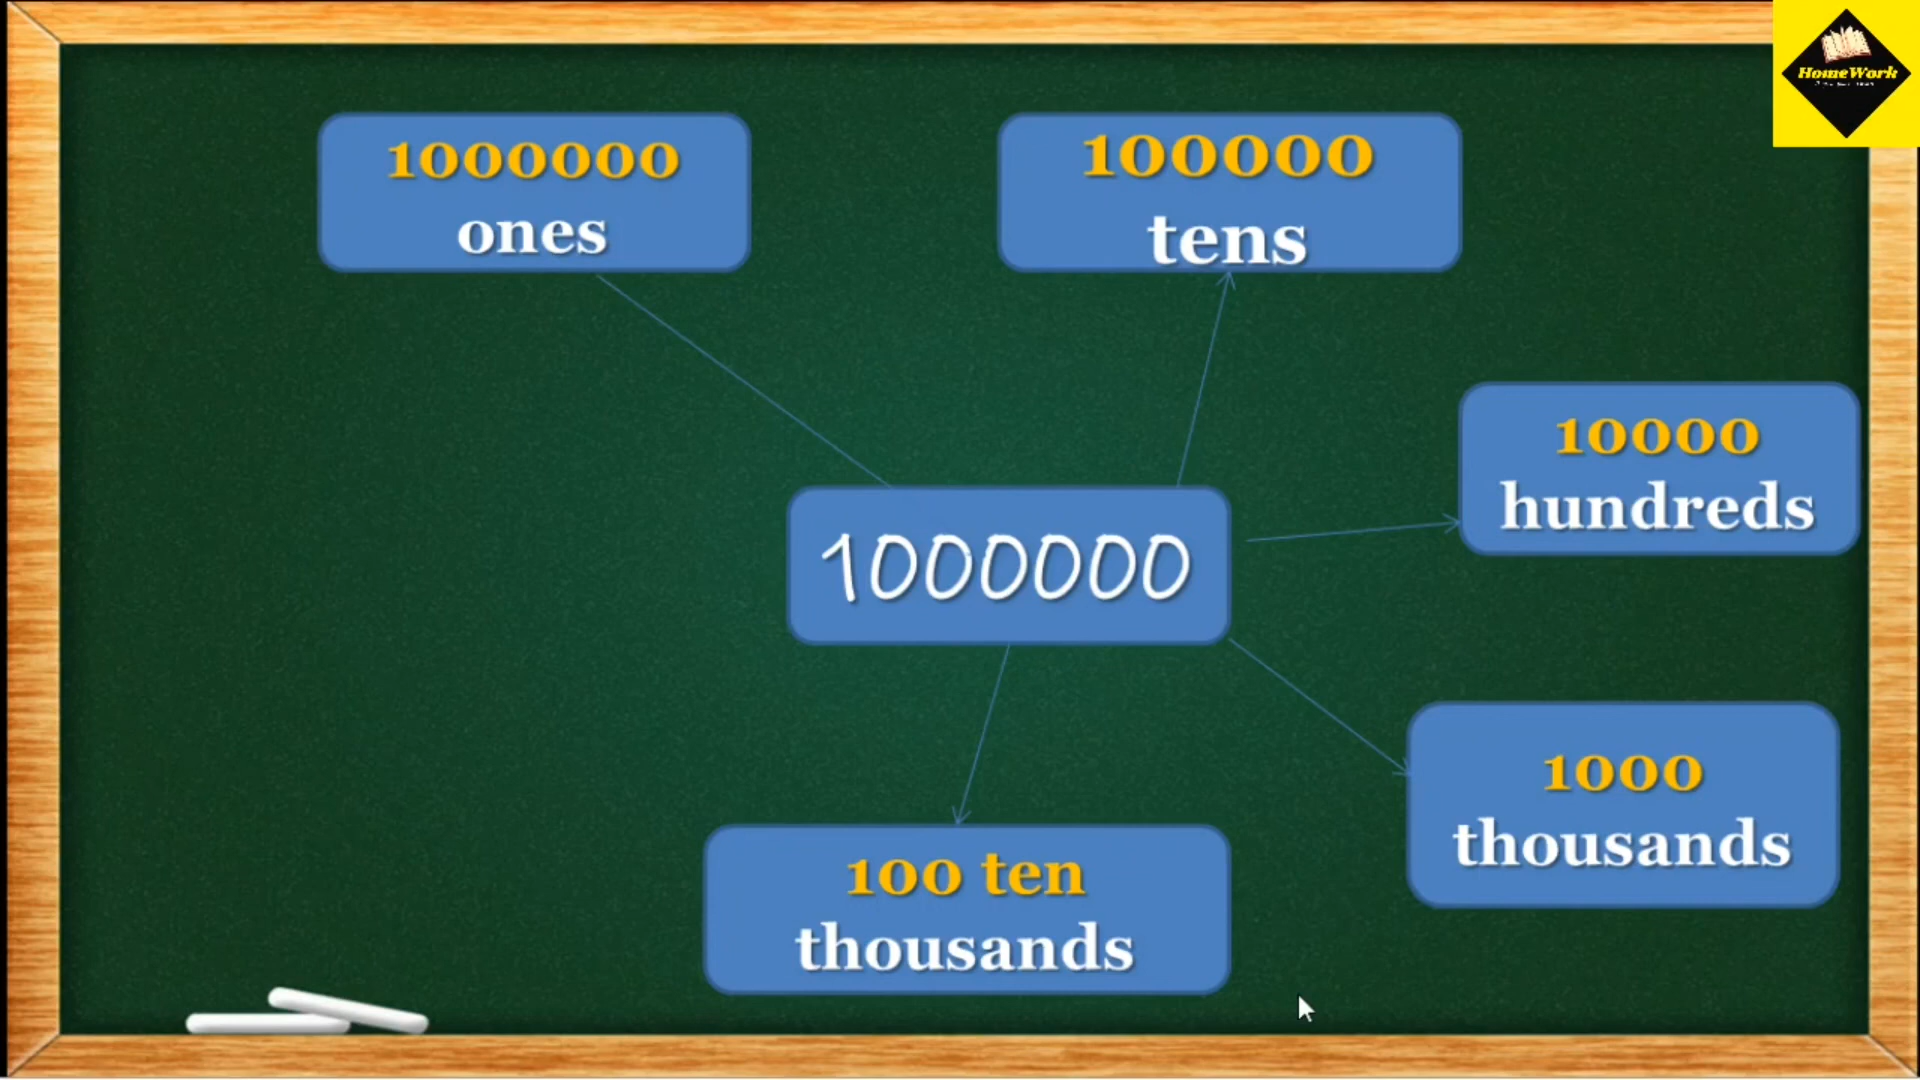 HomeWork
1000000
ones
100000
tens
10000
hundreds
1000000
1000
thousands
100 ten
thousands